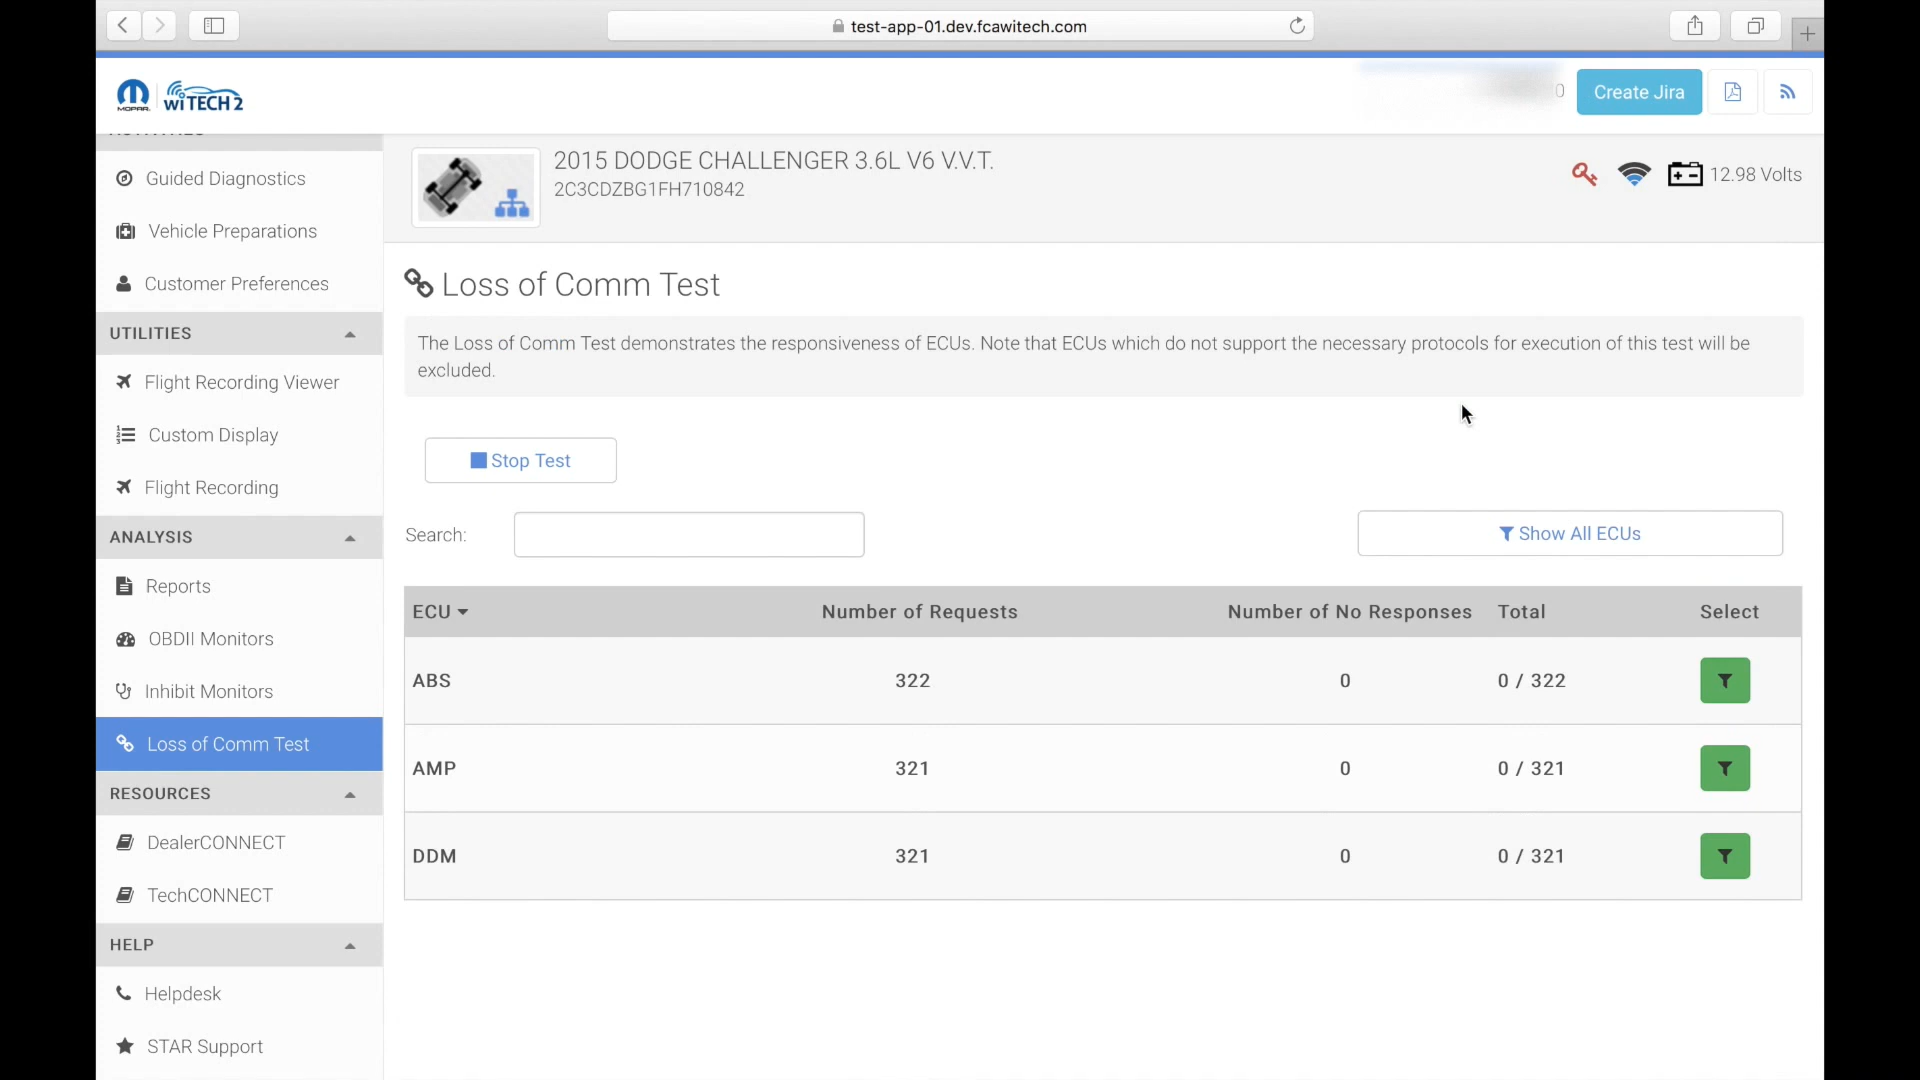 test-app-01.dev.fcawitech.com
MOPAR
wiTECH 2
0
Create Jira
Guided Diagnostics
Vehicle Preparations
Customer Preferences
UTILITIES
Flight Recording Viewer
Custom Display
Flight Recording
ANALYSIS
Reports
OBDII Monitors
Inhibit Monitors
Loss of Comm Test
RESOURCES
DealerCONNECT
TechCONNECT
HELP
Helpdesk
STAR Support
2015 DODGE CHALLENGER 3.6L V6 V.V.T.
2C3CDZBG1FH710842
12.98 Volts
Loss of Comm Test
The Loss of Comm Test demonstrates the responsiveness of ECUs. Note that ECUs which do not support the necessary protocols for execution of this test will be
excluded.
Stop Test
Search:
Show All ECUs
ECU Number of Requests Number of No Responses Total Select
ABS 322 0 0 / 322
AMP 321 0 0 / 321
DDM 321 0 0 / 321